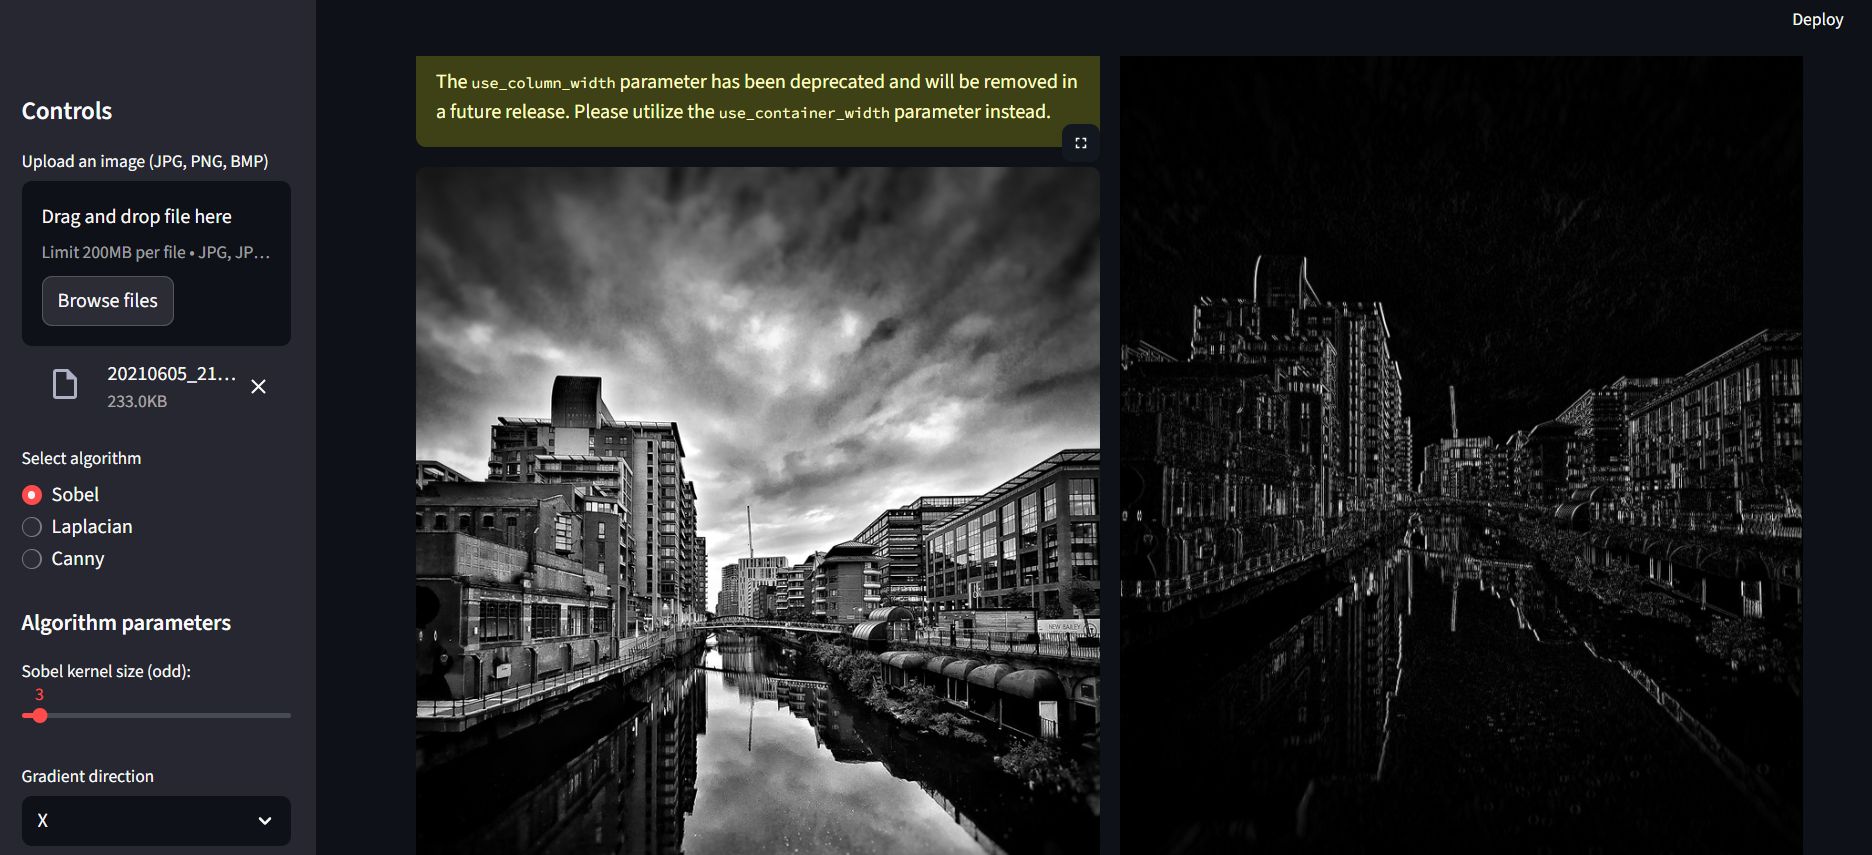 Deploy
Controls
Upload an image (JPG, PNG, BMP)
Drag and drop file here
Limit 200MB per file • JPG, JP…
Browse files
20210605_21…
233.0KB
Select algorithm
Sobel
Laplacian
Canny
Algorithm parameters
Sobel kernel size (odd):
3
Gradient direction
X
The use_column_width parameter has been deprecated and will be removed in
a future release. Please utilize the use_container_width parameter instead.
NEW BAILEY